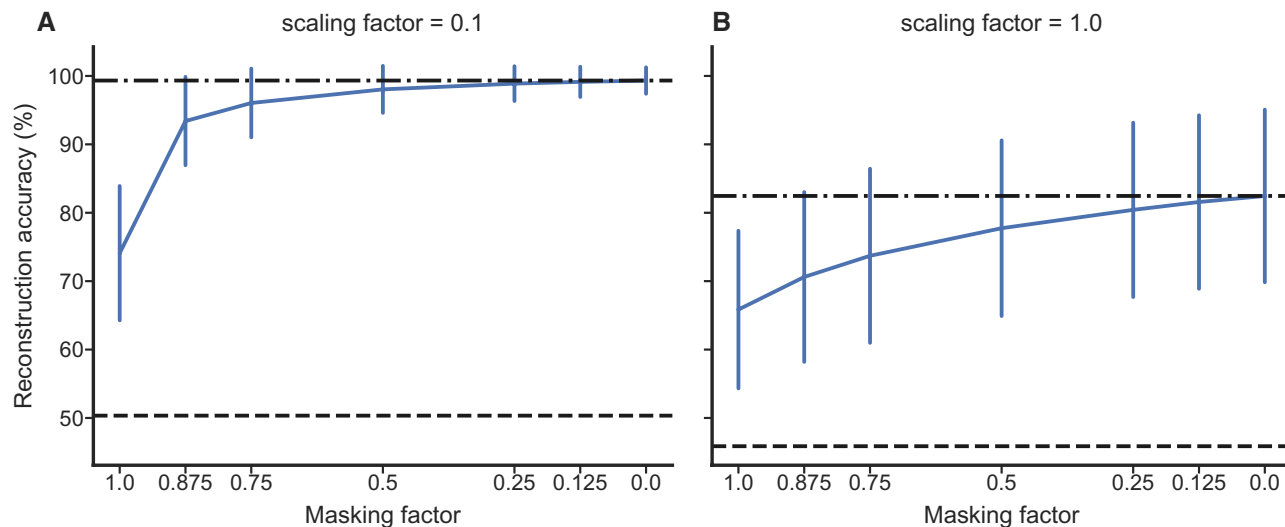 A
scaling factor = 0.1
B
scaling factor = 1.0
Reconstruction accuracy (%)
100
90
80
70
60
50
1.0 0.875 0.75 0.5 0.25 0.125 0.0
1.0 0.875 0.75 0.5 0.25 0.125 0.0
Masking factor
Masking factor